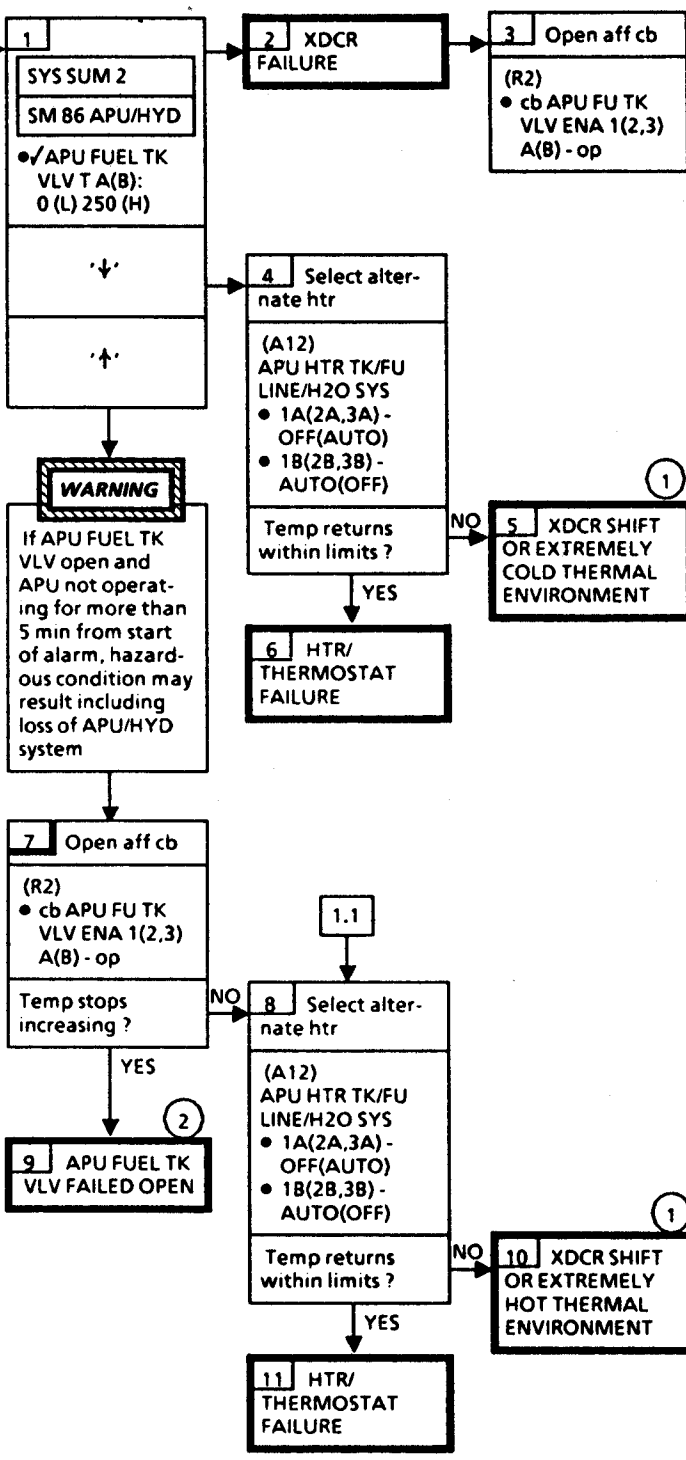 1
SYS SUM 2
SM 86 APU/HYD
●√APU FUEL TK
VLV T A(B):
0 (L) 250 (H)
'↓'
'↑'
2 XDCR
FAILURE
3 Open aff cb
(R2)
● cb APU FU TK
VLV ENA 1(2,3)
A(B) - op
4 Select alter-
nate htr
(A12)
APU HTR TK/FU
LINE/H2O SYS
● 1A(2A,3A) -
OFF(AUTO)
● 1B(2B,3B) -
AUTO(OFF)
Temp returns
within limits ?
NO
YES
1
5 XDCR SHIFT
OR EXTREMELY
COLD THERMAL
ENVIRONMENT
6 HTR/
THERMOSTAT
FAILURE
WARNING
If APU FUEL TK
VLV open and
APU not operat-
ing for more than
5 min from start
of alarm, hazard-
ous condition may
result including
loss of APU/HYD
system
7 Open aff cb
(R2)
● cb APU FU TK
VLV ENA 1(2,3)
A(B) - op
Temp stops
increasing ?
NO
YES
2
9 APU FUEL TK
VLV FAILED OPEN
1.1
8 Select alter-
nate htr
(A12)
APU HTR TK/FU
LINE/H2O SYS
● 1A(2A,3A) -
OFF(AUTO)
● 1B(2B,3B) -
AUTO(OFF)
Temp returns
within limits ?
NO
YES
1
10 XDCR SHIFT
OR EXTREMELY
HOT THERMAL
ENVIRONMENT
11 HTR/
THERMOSTAT
FAILURE